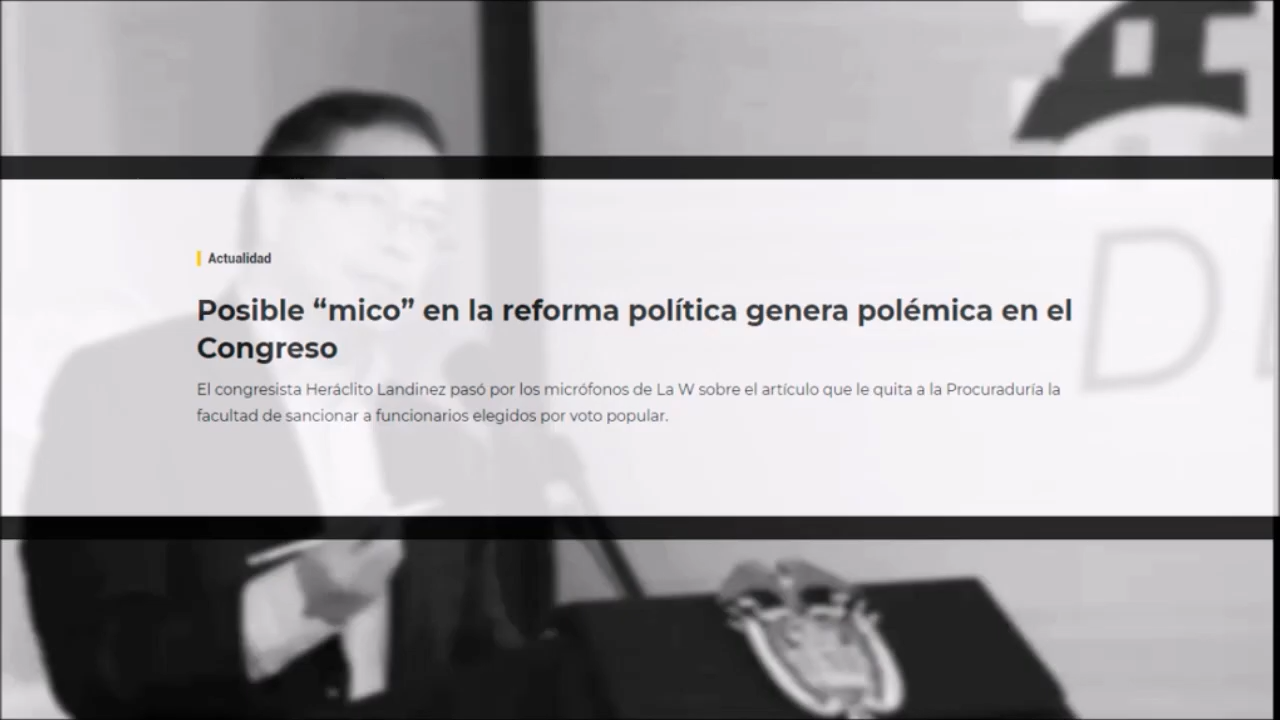 Actualidad
Posible “mico” en la reforma política genera polémica en el
Congreso
El congresista Heráclito Landinez pasó por los micrófonos de La W sobre el artículo que le quita a la Procuraduría la
facultad de sancionar a funcionarios elegidos por voto popular.